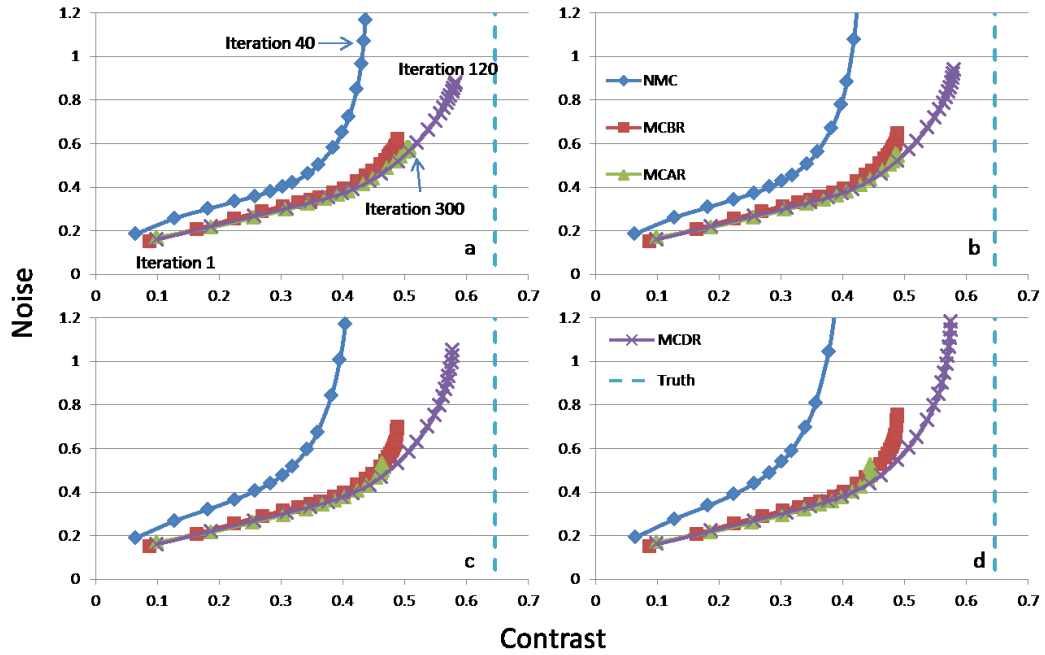 1.2
1
0.8
0.6
0.4
0.2
0
Iteration 40
Iteration 120
Iteration 300
Iteration 1
a
0 0.1 0.2 0.3 0.4 0.5 0.6 0.7
1.2
1
0.8
0.6
0.4
0.2
0
NMC
MCBR
MCAR
b
0 0.1 0.2 0.3 0.4 0.5 0.6 0.7
Noise
1.2
1
0.8
0.6
0.4
0.2
0
c
0 0.1 0.2 0.3 0.4 0.5 0.6 0.7
1.2
1
0.8
0.6
0.4
0.2
0
MCDR
Truth
d
0 0.1 0.2 0.3 0.4 0.5 0.6 0.7
Contrast